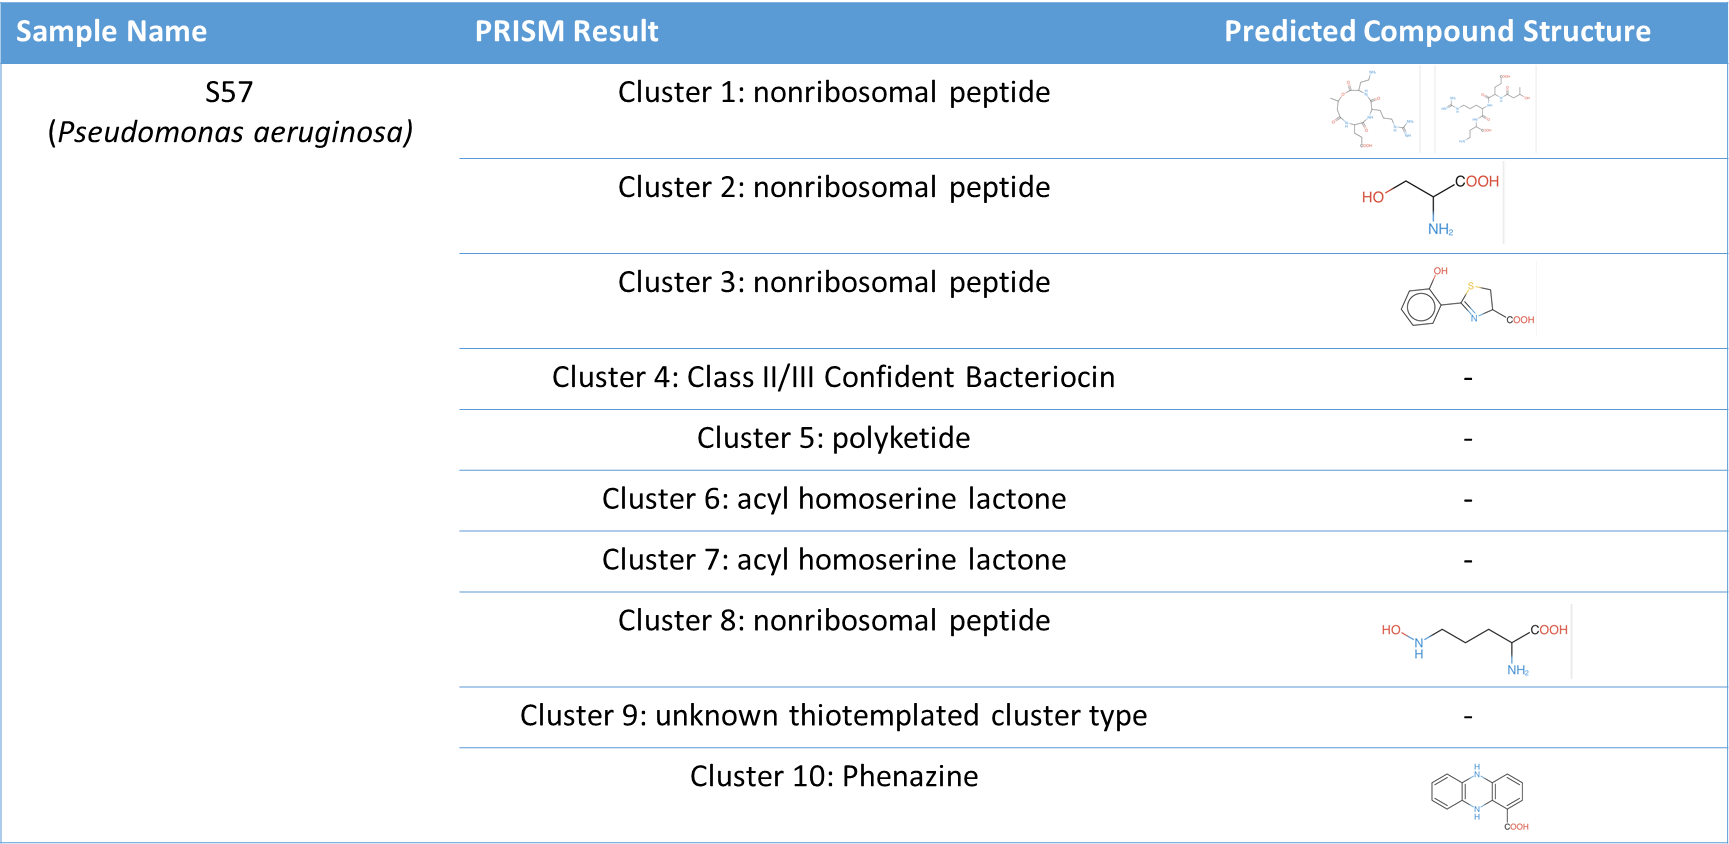 Sample Name PRISM Result Predicted Compound Structure
S57 Cluster 1: nonribosomal peptide
(Pseudomonas aeruginosa)
Cluster 2: nonribosomal peptide
HO COOH
NH₂
Cluster 3: nonribosomal peptide
OH
S
N COOH
Cluster 4: Class II/III Confident Bacteriocin -
Cluster 5: polyketide -
Cluster 6: acyl homoserine lactone -
Cluster 7: acyl homoserine lactone -
Cluster 8: nonribosomal peptide
HO COOH
N
H
NH₂
Cluster 9: unknown thiotemplated cluster type -
Cluster 10: Phenazine
H
N
N
H
COOH